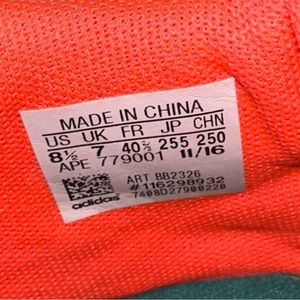 MADE IN CHINA
US UK FR JP CHN
8½ 7 40⅔ 255 250
APE 779001 11/16
ART BB2326
#116298932
7408D27900220
adidas